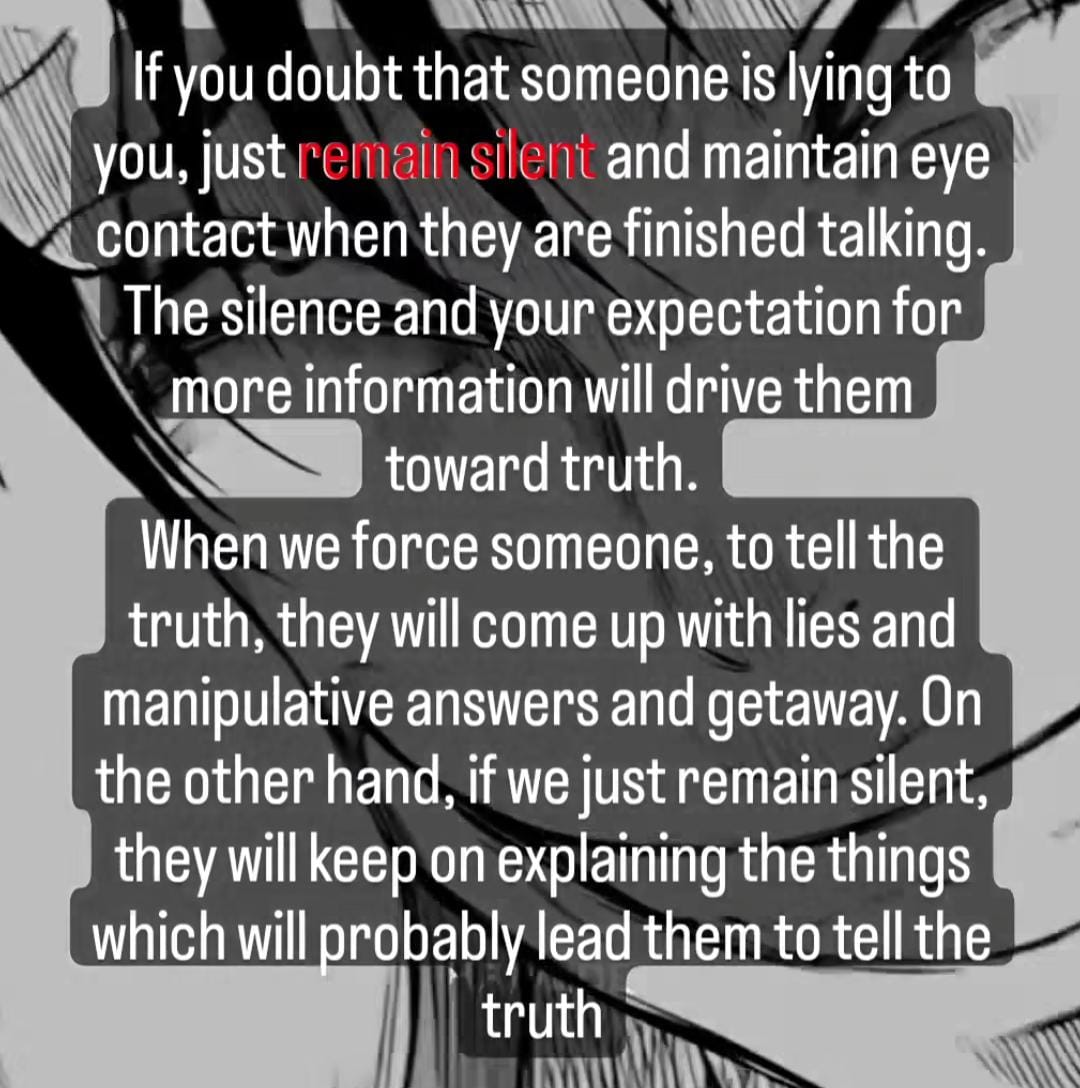 If you doubt that someone is lying to
you, just remain silent and maintain eye
contact when they are finished talking.
The silence and your expectation for
more information will drive them
toward truth.
When we force someone, to tell the
truth, they will come up with lies and
manipulative answers and getaway. On
the other hand, if we just remain silent,
they will keep on explaining the things
which will probably lead them to tell the
truth